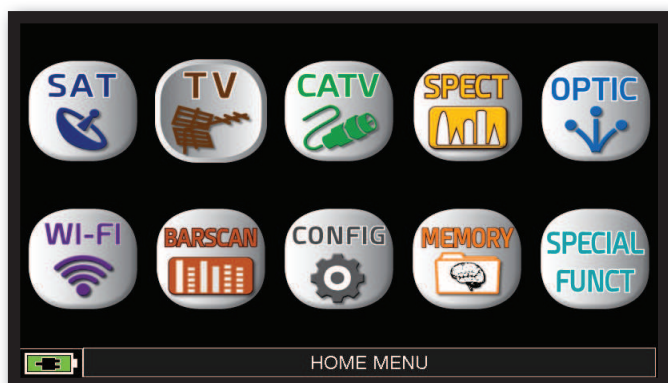 SAT
TV
CATV
SPECT
OPTIC
WI-FI
BARSCAN
CONFIG
MEMORY
SPECIAL
FUNCT
HOME MENU